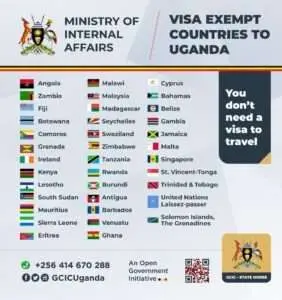 MINISTRY OF
INTERNAL
AFFAIRS
VISA EXEMPT
COUNTRIES TO
UGANDA
Angola
Zambia
Fiji
Botswana
Comoros
Grenada
Ireland
Kenya
Lesotho
South Sudan
Mauritius
Sierra Leone
Eritrea
Malawi
Malaysia
Madagascar
Seychelles
Swaziland
Zimbabwe
Tanzania
Rwanda
Burundi
Antigua
Barbados
Vanuatu
Ghana
Cyprus
Bahamas
Belize
Gambia
Jamaica
Malta
Singapore
St. Vincent/Tonga
Trinidad & Tobago
United Nations
Laissez-passer
Solomon Islands,
The Grenadines
You
don't
need a
visa to
travel
+256 414 670 288
GCICUganda
An Open
Government
Initiative
GCIC - STATE HOUSE